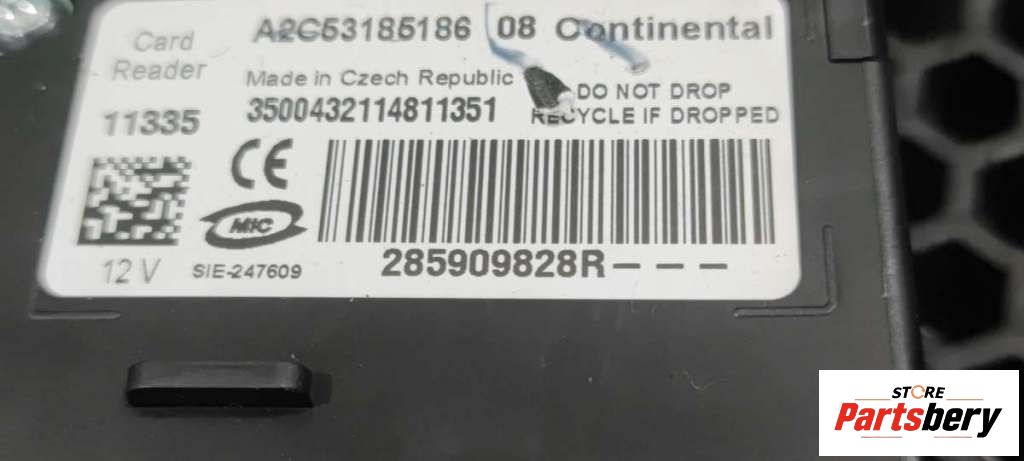 Card Reader
A2C53185186 08 Continental
Made in Czech Republic
DO NOT DROP
11335
3500432114811351
RECYCLE IF DROPPED
CE
MIC
12 V
SIE-247609
285909828R---
STORE
Partsbery